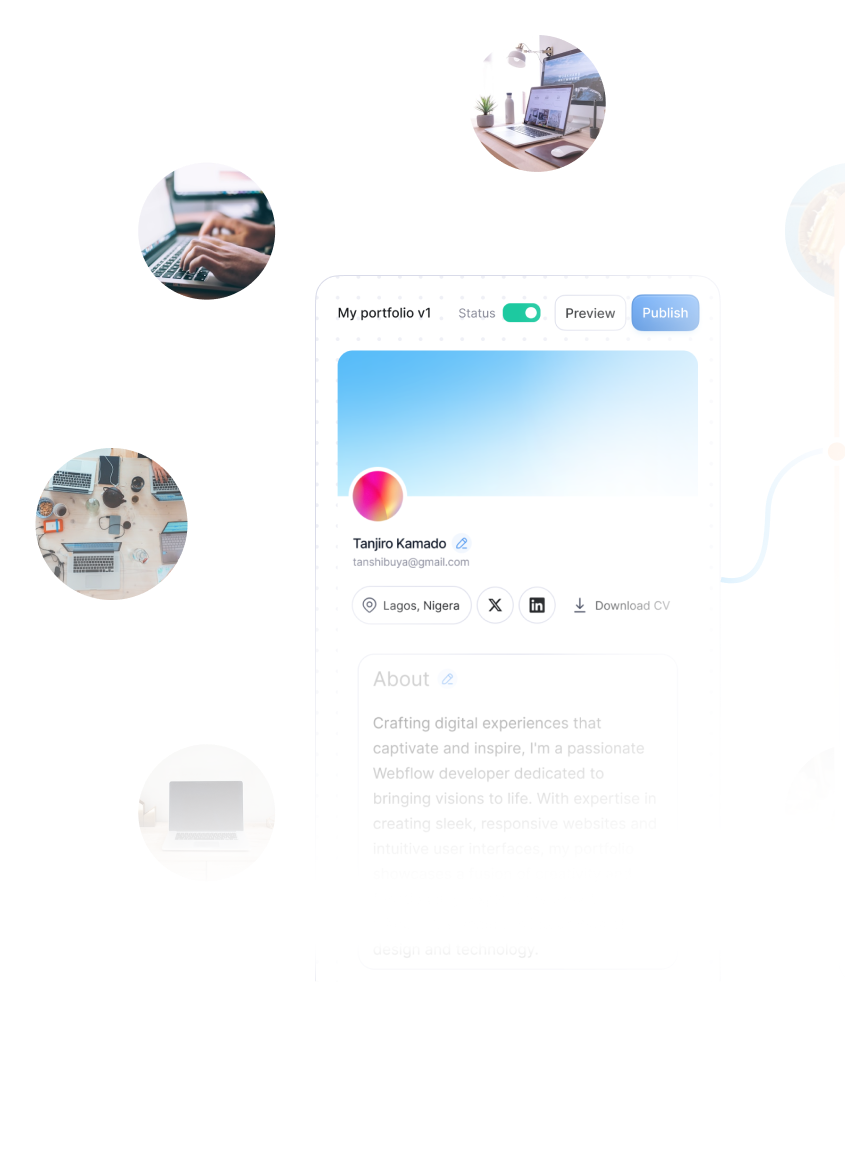 My portfolio v1 Status Preview Publish
Tanjiro Kamado
tanshibuya@gmail.com
Lagos, Nigera X in Download CV
About
Crafting digital experiences that
captivate and inspire, I'm a passionate
Webflow developer dedicated to
bringing visions to life. With expertise in
creating sleek, responsive websites and
intuitive user interfaces, my
design and technology.